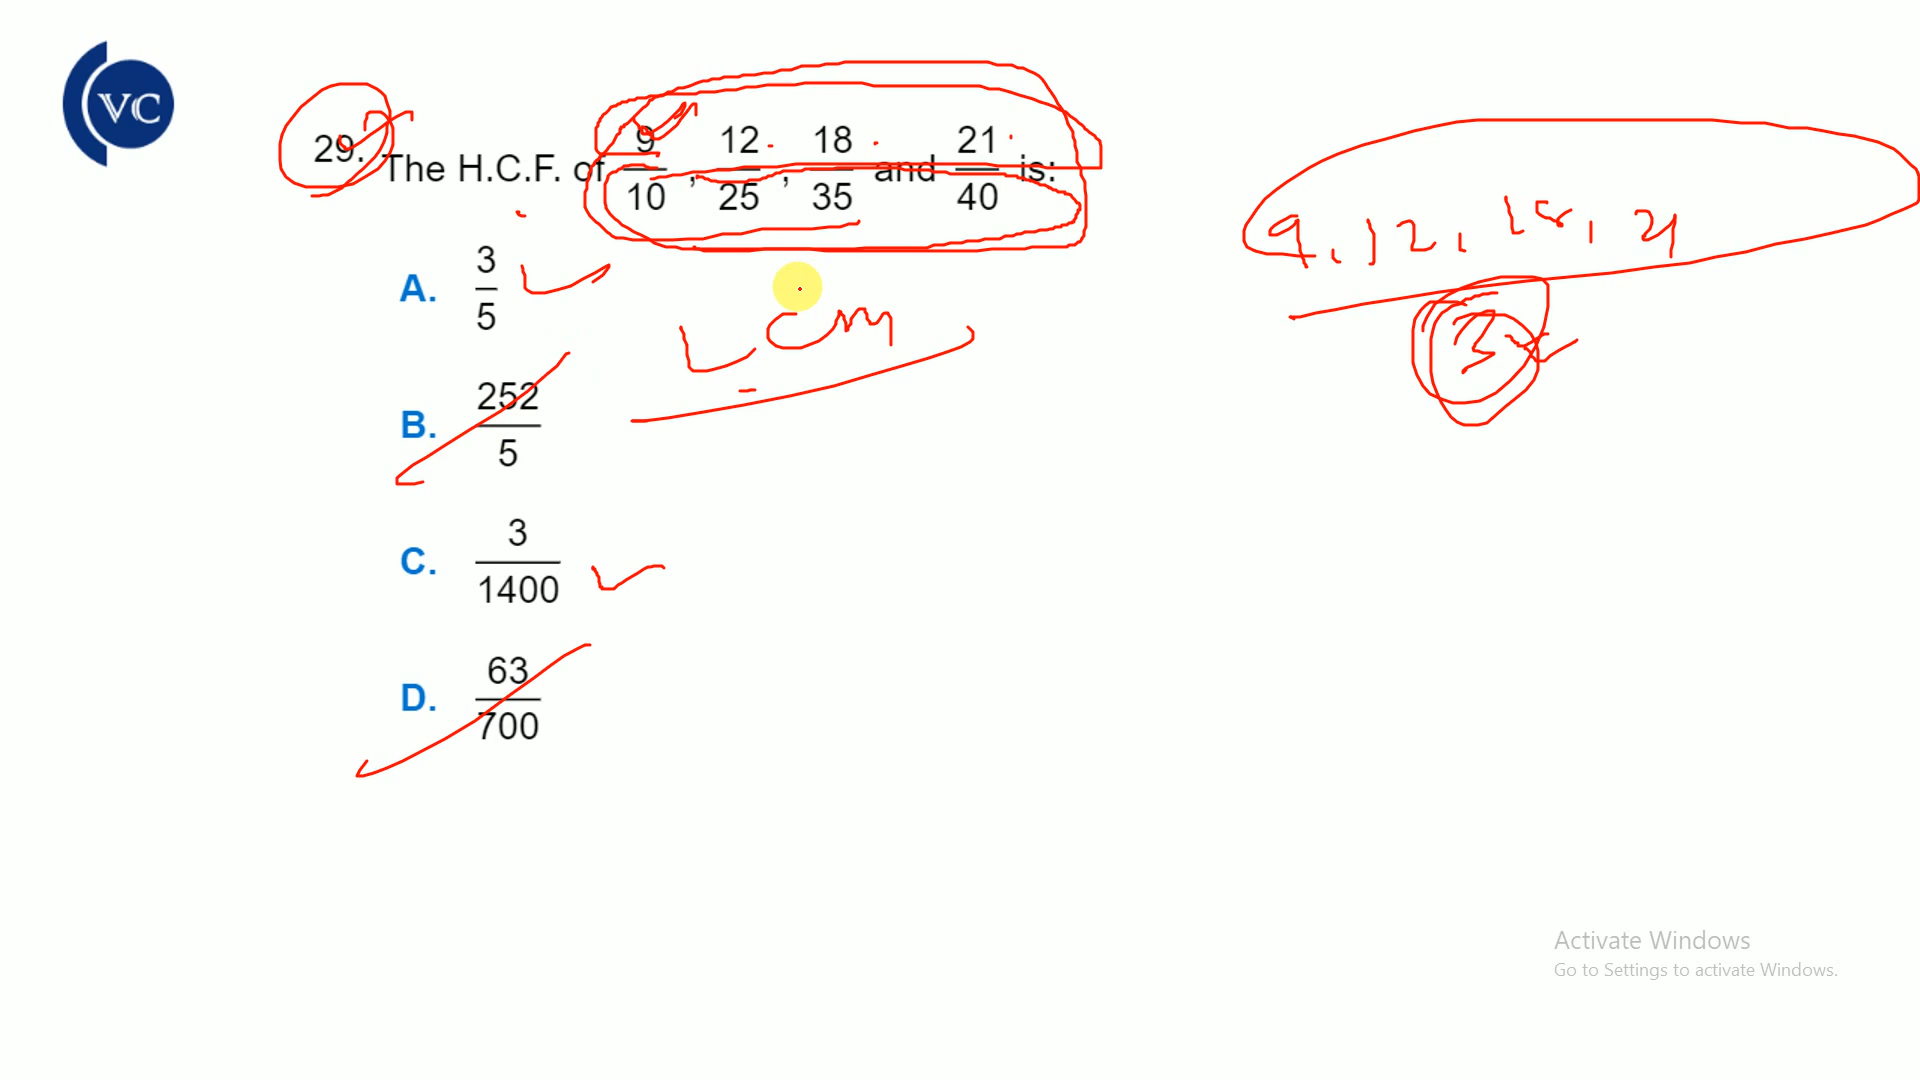 VC
29. The H.C.F. of 9/10, 12/25, 18/35 and 21/40 is:
A. 3/5
B. 252/5
C. 3/1400
D. 63/700
LCM
9, 12, 18, 21
3
Activate Windows
Go to Settings to activate Windows.